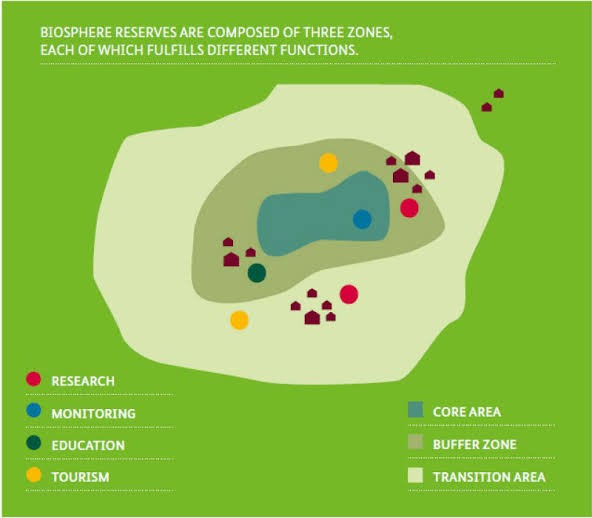 BIOSPHERE RESERVES ARE COMPOSED OF THREE ZONES,
EACH OF WHICH FULFILLS DIFFERENT FUNCTIONS.
RESEARCH
MONITORING
EDUCATION
TOURISM
CORE AREA
BUFFER ZONE
TRANSITION AREA